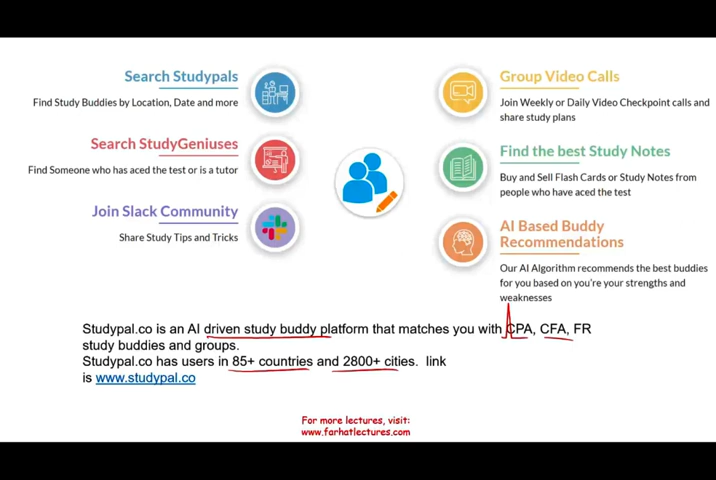 Search Studypals
Find Study Buddies by Location, Date and more
Search StudyGeniuses
Find Someone who has aced the test or is a tutor
Join Slack Community
Share Study Tips and Tricks
Group Video Calls
Join Weekly or Daily Video Checkpoint calls and
share study plans
Find the best Study Notes
Buy and Sell Flash Cards or Study Notes from
people who have aced the test
AI Based Buddy
Recommendations
Our AI Algorithm recommends the best buddies
for you based on you're your strengths and
weaknesses
Studypal.co is an AI driven study buddy platform that matches you with CPA, CFA, FR
study buddies and groups.
Studypal.co has users in 85+ countries and 2800+ cities.  link
is www.studypal.co
For more lectures, visit:
www.farhatlectures.com